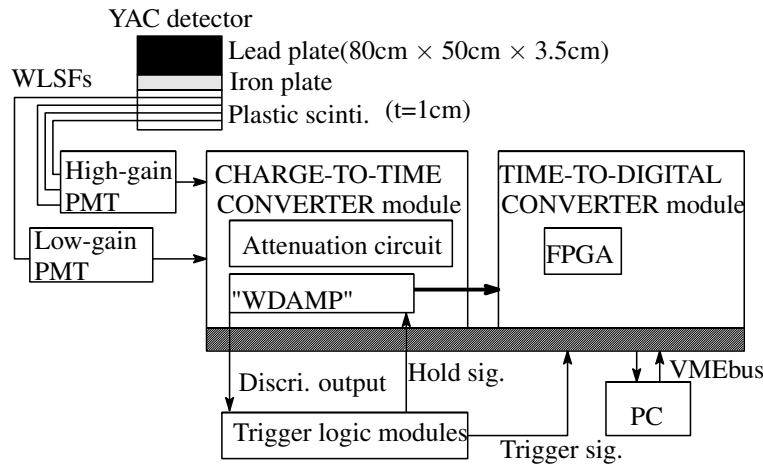 YAC detector
Lead plate(80cm × 50cm × 3.5cm)
WLSFs
Iron plate
Plastic scinti. (t=1cm)
High-gain
PMT
CHARGE-TO-TIME
CONVERTER module
TIME-TO-DIGITAL
CONVERTER module
Low-gain
PMT
Attenuation circuit
FPGA
"WDAMP"
Discri. output
Hold sig.
VMEbus
Trigger logic modules
Trigger sig.
PC